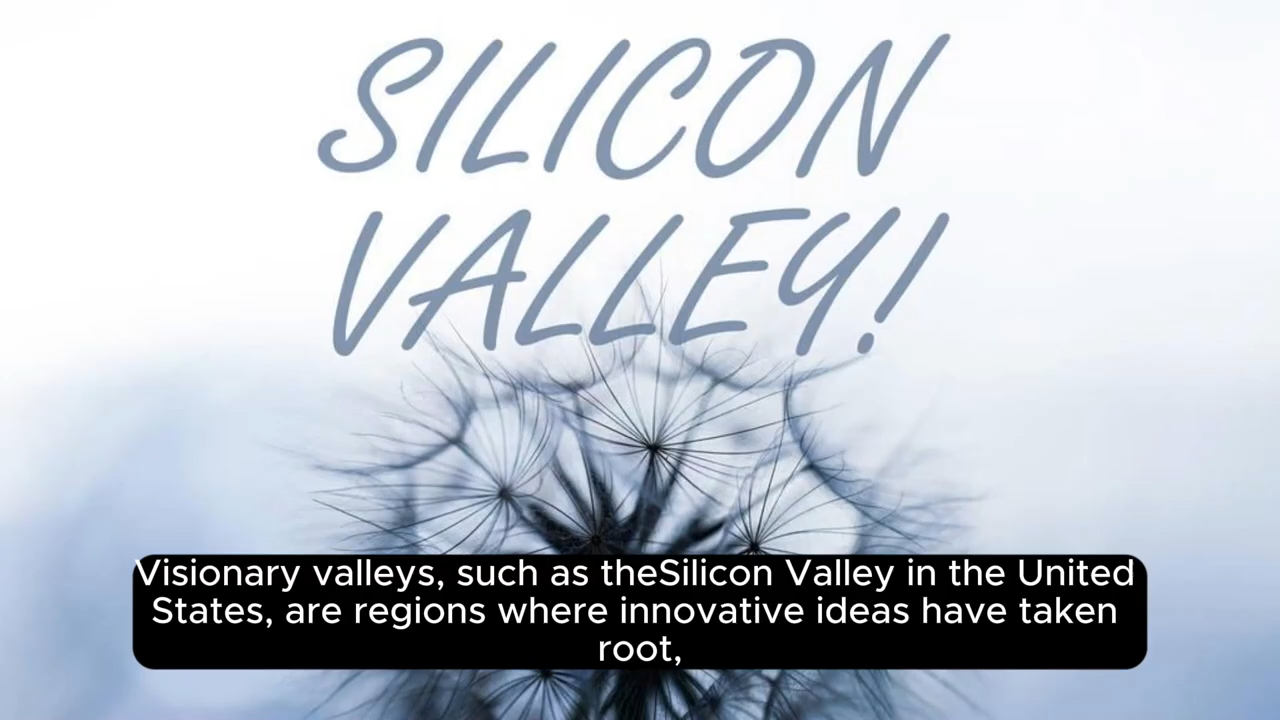 SILICON
VALLEY!
Visionary valleys, such as theSilicon Valley in the United
States, are regions where innovative ideas have taken
root,